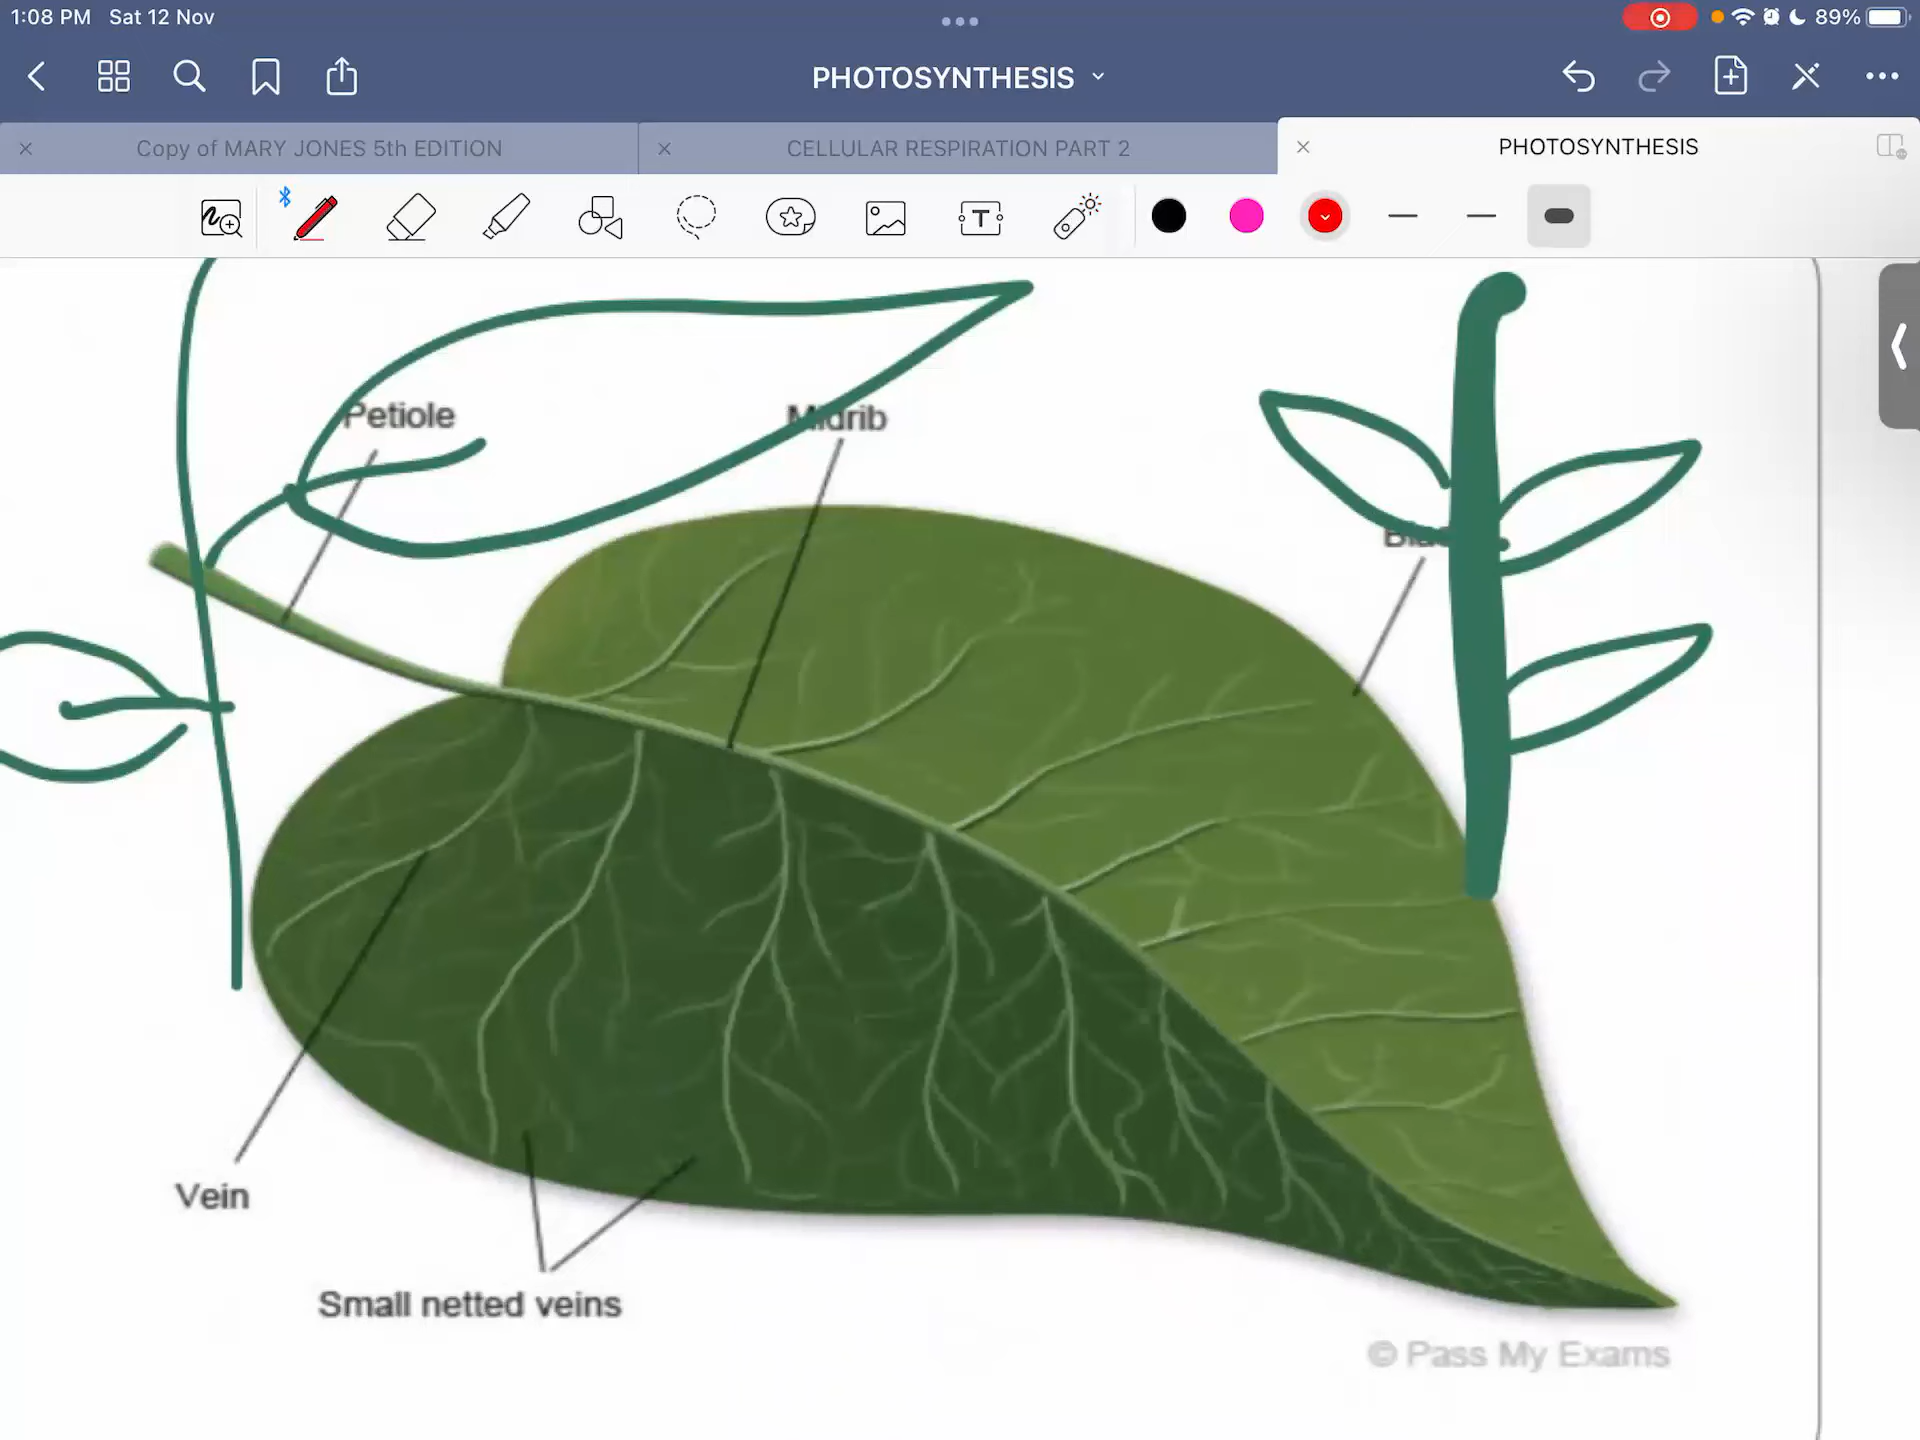 1:08 PM Sat 12 Nov
89%
PHOTOSYNTHESIS
Copy of MARY JONES 5th EDITION
CELLULAR RESPIRATION PART 2
PHOTOSYNTHESIS
T
Petiole
Midrib
Vein
Small netted veins
© Pass My Exams